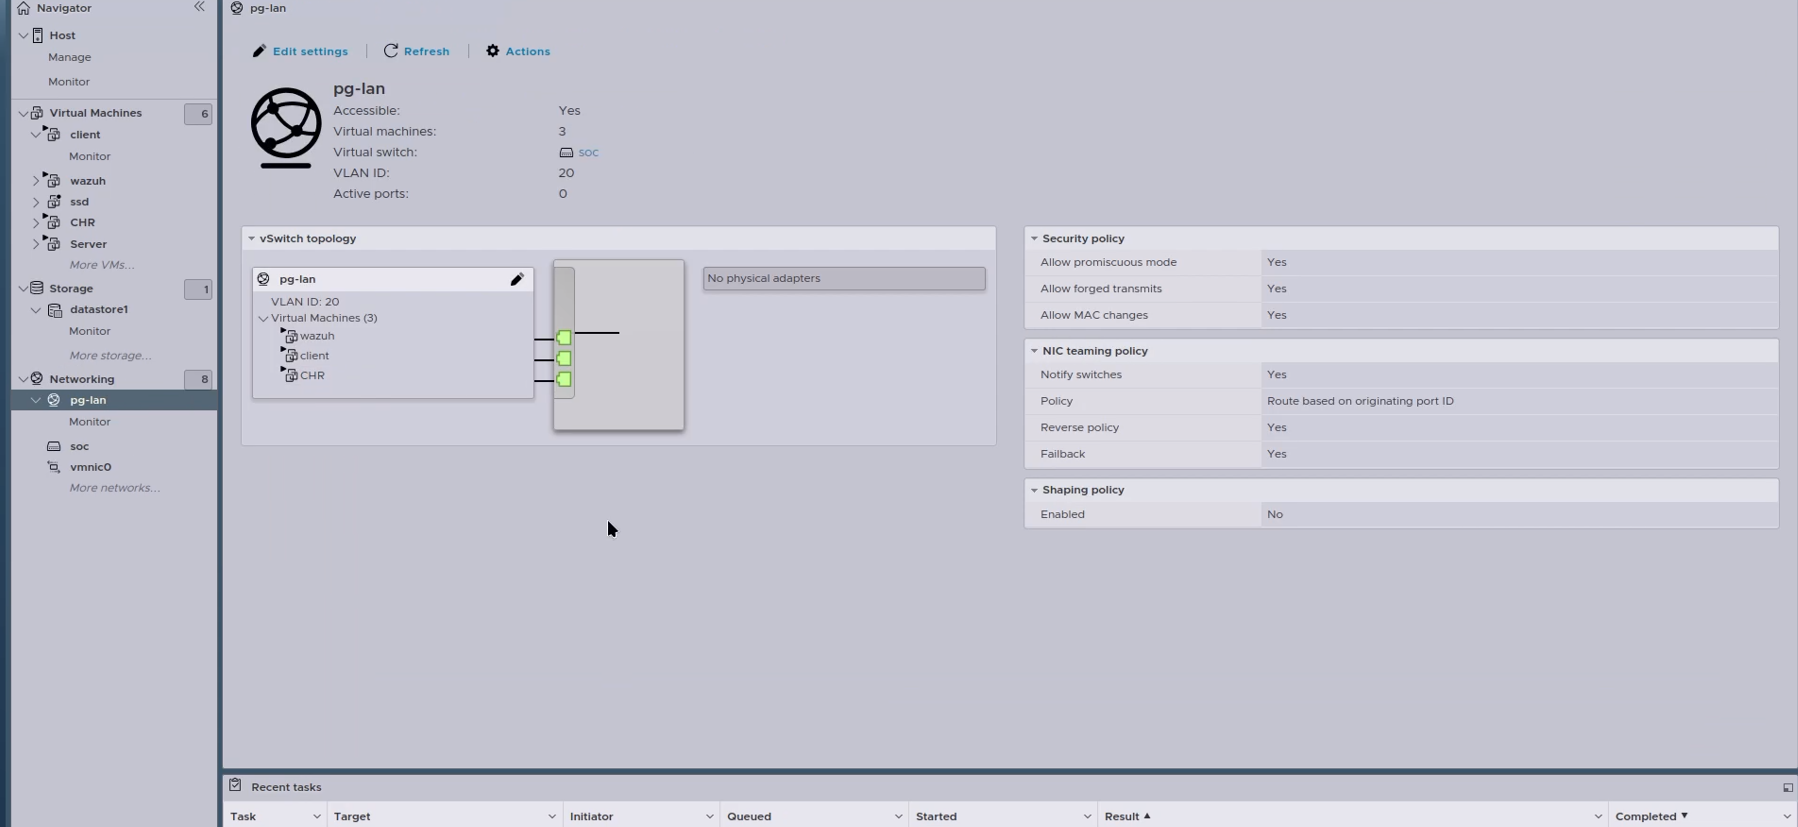 Navigator
Host
Manage
Monitor
Virtual Machines 6
client
Monitor
wazuh
ssd
CHR
Server
More VMs...
Storage 1
datastore1
Monitor
More storage...
Networking 8
pg-lan
Monitor
soc
vmnic0
More networks...
pg-lan
Edit settings Refresh Actions
pg-lan
Accessible: Yes
Virtual machines: 3
Virtual switch: soc
VLAN ID: 20
Active ports: 0
vSwitch topology
pg-lan
VLAN ID: 20
Virtual Machines (3)
wazuh
client
CHR
No physical adapters
Security policy
Allow promiscuous mode Yes
Allow forged transmits Yes
Allow MAC changes Yes
NIC teaming policy
Notify switches Yes
Policy Route based on originating port ID
Reverse policy Yes
Failback Yes
Shaping policy
Enabled No
Recent tasks
Task Target Initiator Queued Started Result Completed